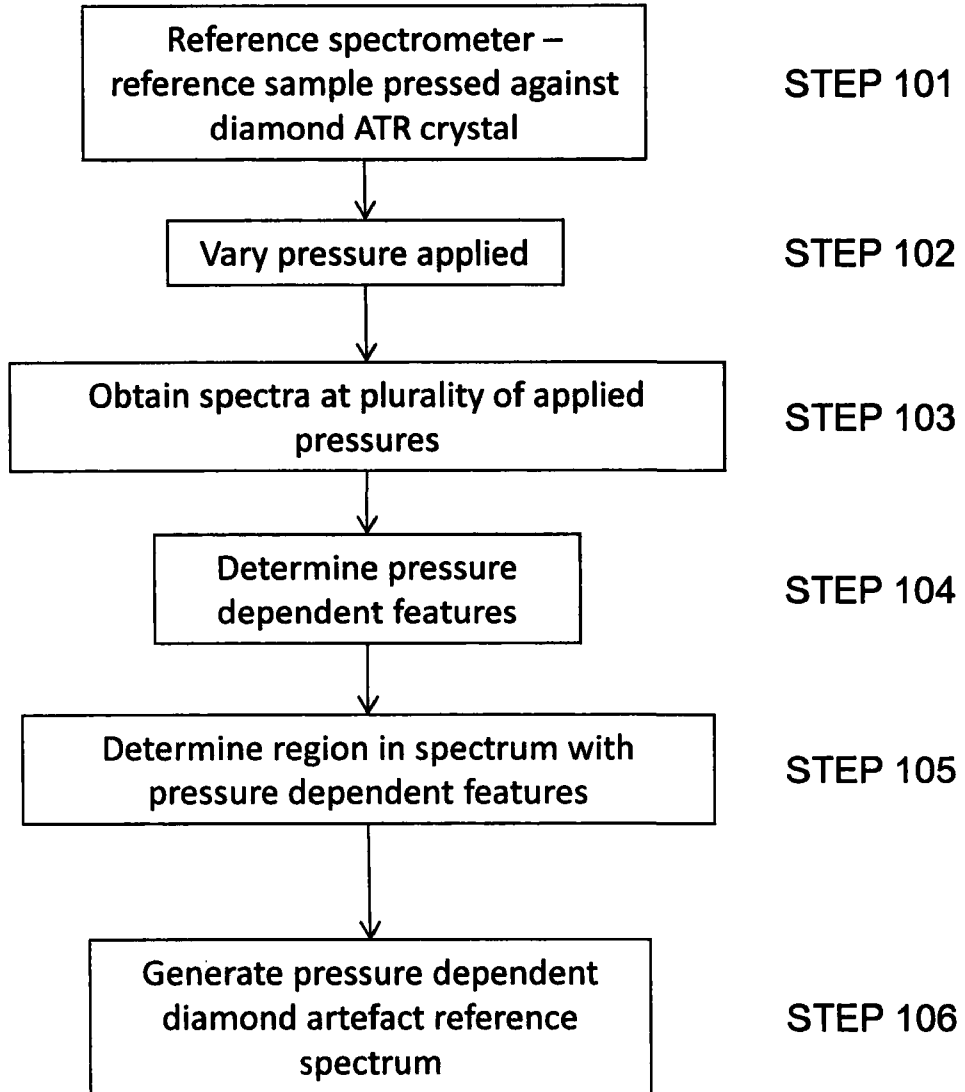 Reference spectrometer –
reference sample pressed against
diamond ATR crystal
STEP 101
Vary pressure applied
STEP 102
Obtain spectra at plurality of applied
pressures
STEP 103
Determine pressure
dependent features
STEP 104
Determine region in spectrum with
pressure dependent features
STEP 105
Generate pressure dependent
diamond artefact reference
spectrum
STEP 106